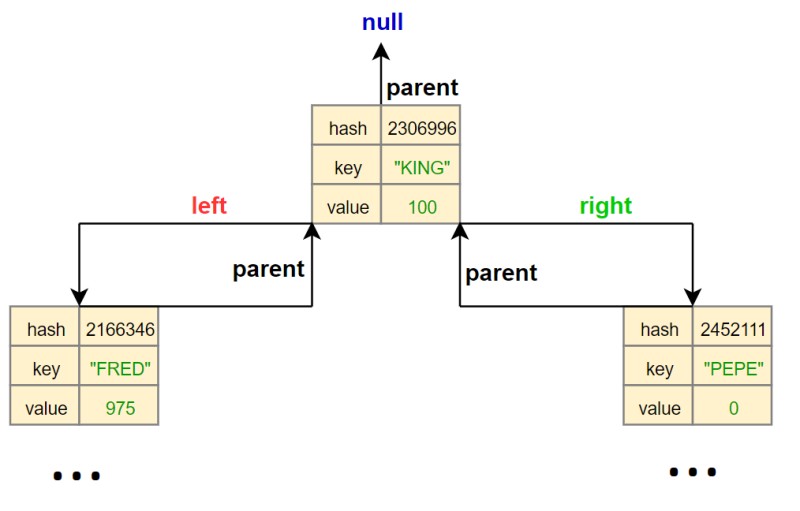 null
parent
hash 2306996
key "KING"
value 100
left right
parent parent
hash 2166346 hash 2452111
key "FRED" key "PEPE"
value 975 value 0
... ...